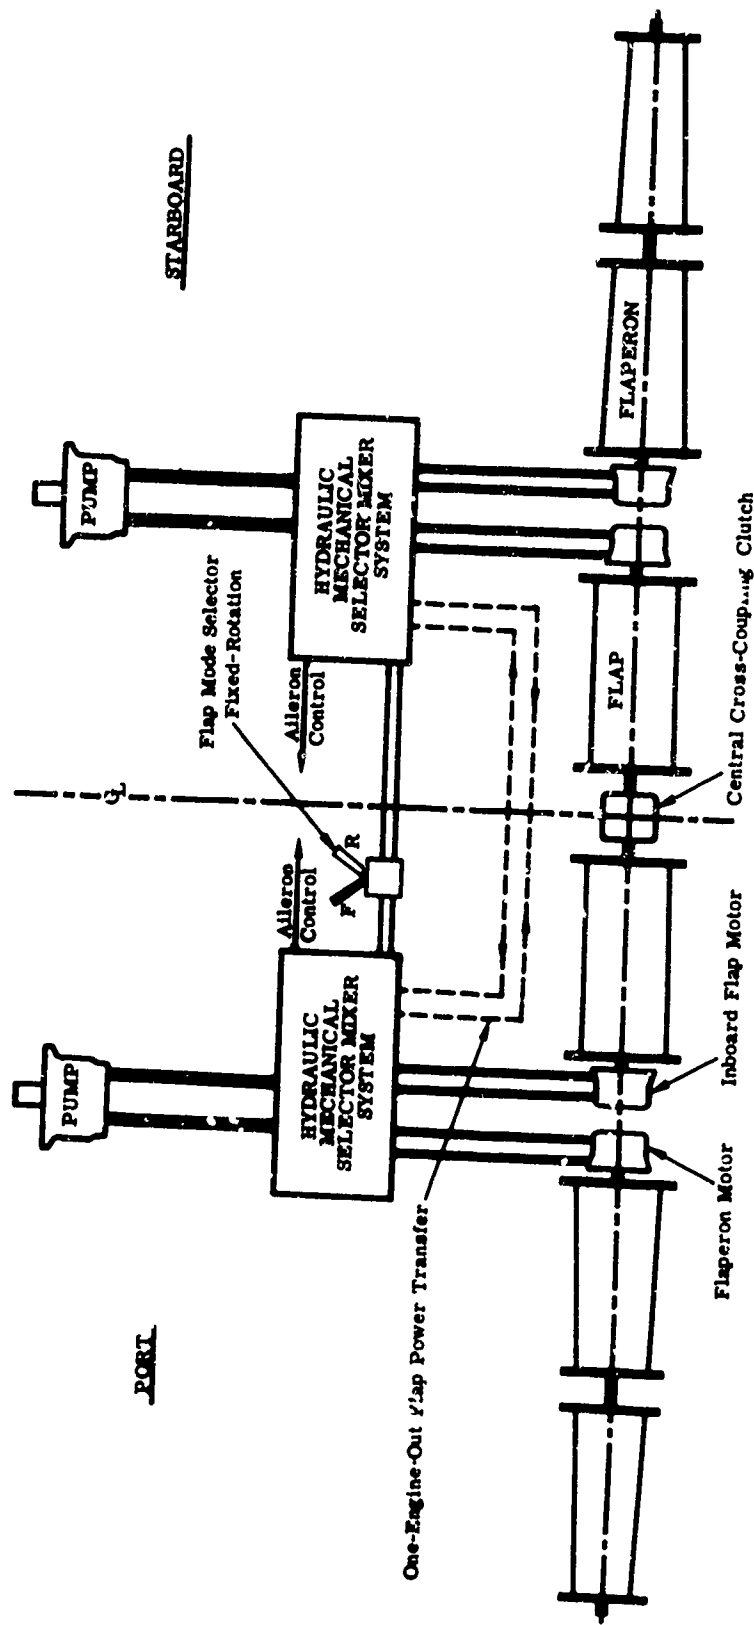 STARBOARD
PORT
PUMP
PUMP
HYDRAULIC
MECHANICAL
SELECTOR MIXER
SYSTEM
Aileron
Control
F
R
Flap Mode Selector
Fixed-Rotation
Aileron
Control
HYDRAULIC
MECHANICAL
SELECTOR MIXER
SYSTEM
℄
One-Engine-Out Flap Power Transfer
FLAP
FLAPERON
Flaperon Motor
Inboard Flap Motor
Central Cross-Coupling Clutch